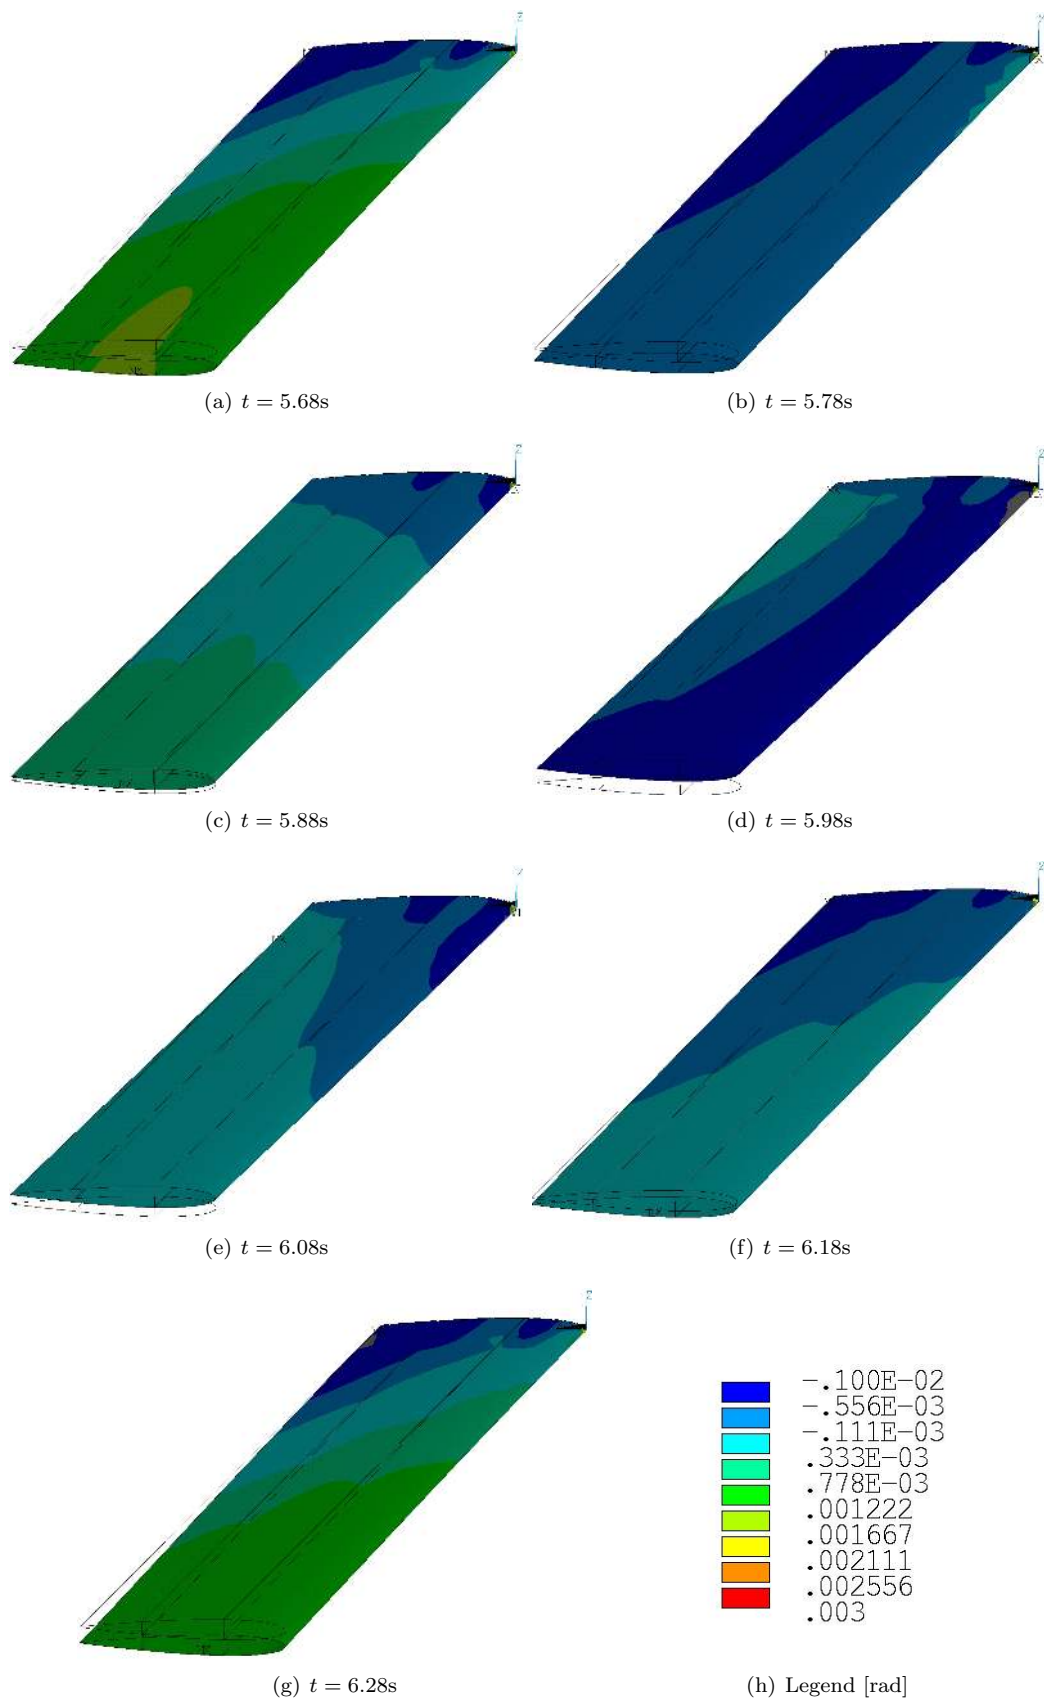 Z
(a) t = 5.68s
(b) t = 5.78s
Z
Z
(c) t = 5.88s
(d) t = 5.98s
Z
(e) t = 6.08s
(f) t = 6.18s
Z
-.100E-02
-.556E-03
-.111E-03
.333E-03
.778E-03
.001222
.001667
.002111
.002556
.003
(g) t = 6.28s
(h) Legend [rad]